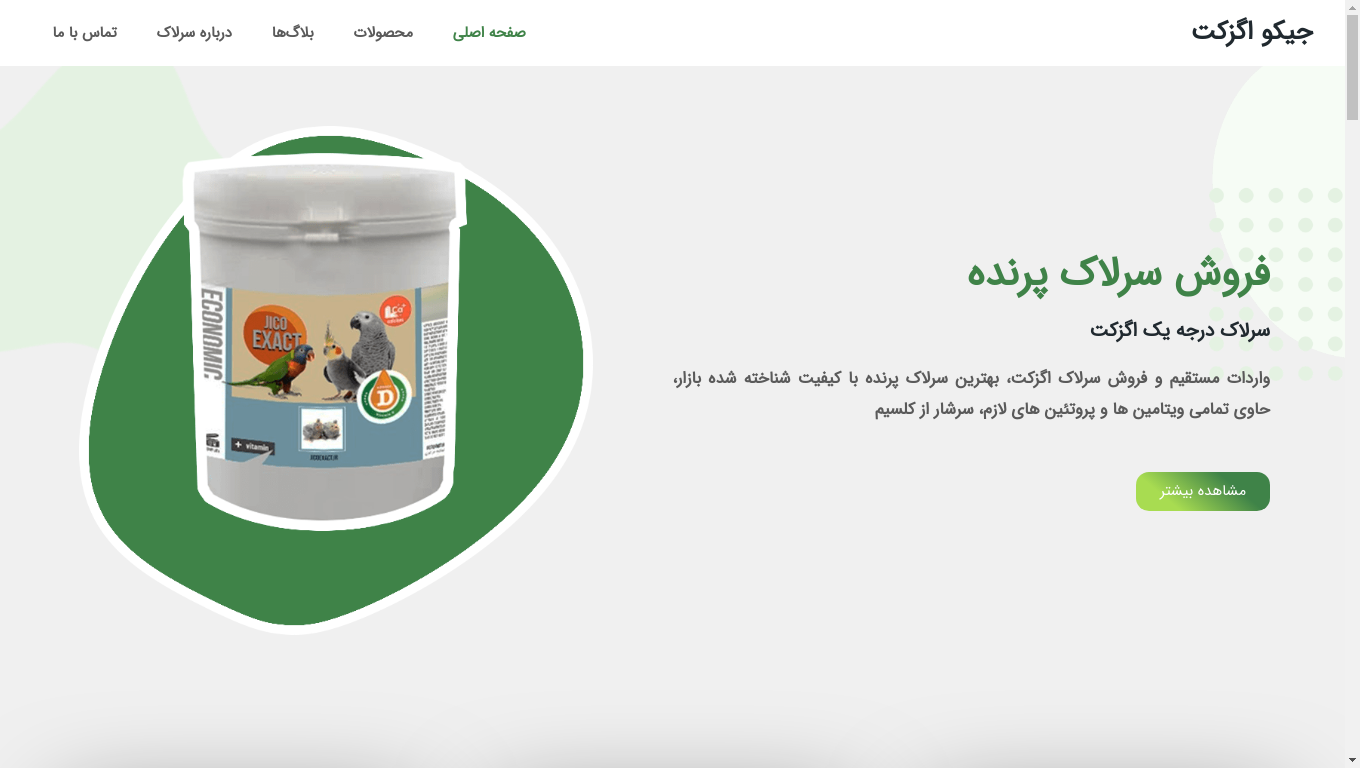 جیکو اگزکت
صفحه اصلی
محصولات
بلاگ‌ها
درباره سرلاک
تماس با ما
فروش سرلاک پرنده
سرلاک درجه یک اگزکت
واردات مستقیم و فروش سرلاک اگزکت، بهترین سرلاک پرنده با کیفیت شناخته شده بازار،
حاوی تمامی ویتامین ها و پروتئین های لازم، سرشار از کلسیم
مشاهده بیشتر
ECONOMIC
JICO
EXACT
D
+ vitamin